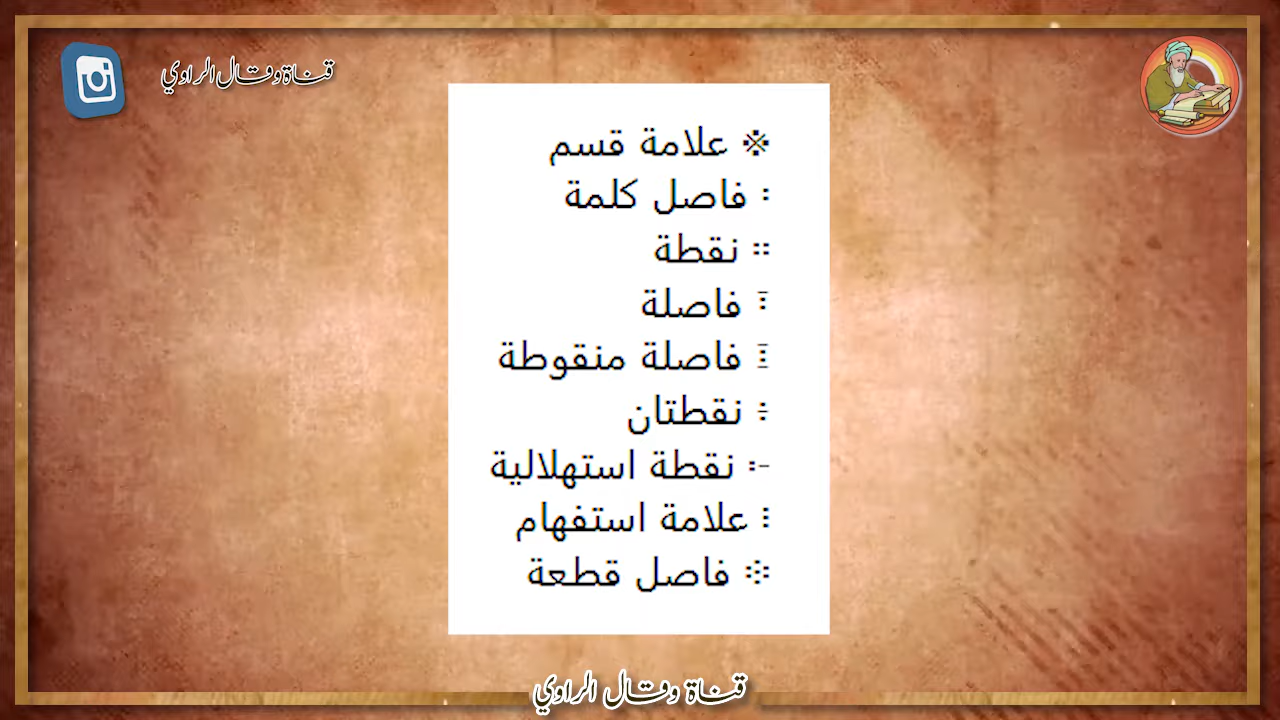 قناة وقال الراوي
※ علامة قسم
፡ فاصل كلمة
። نقطة
፣ فاصلة
፤ فاصلة منقوطة
፥ نقطتان
፦ نقطة استهلالية
፧ علامة استفهام
፨ فاصل قطعة
قناة وقال الراوي